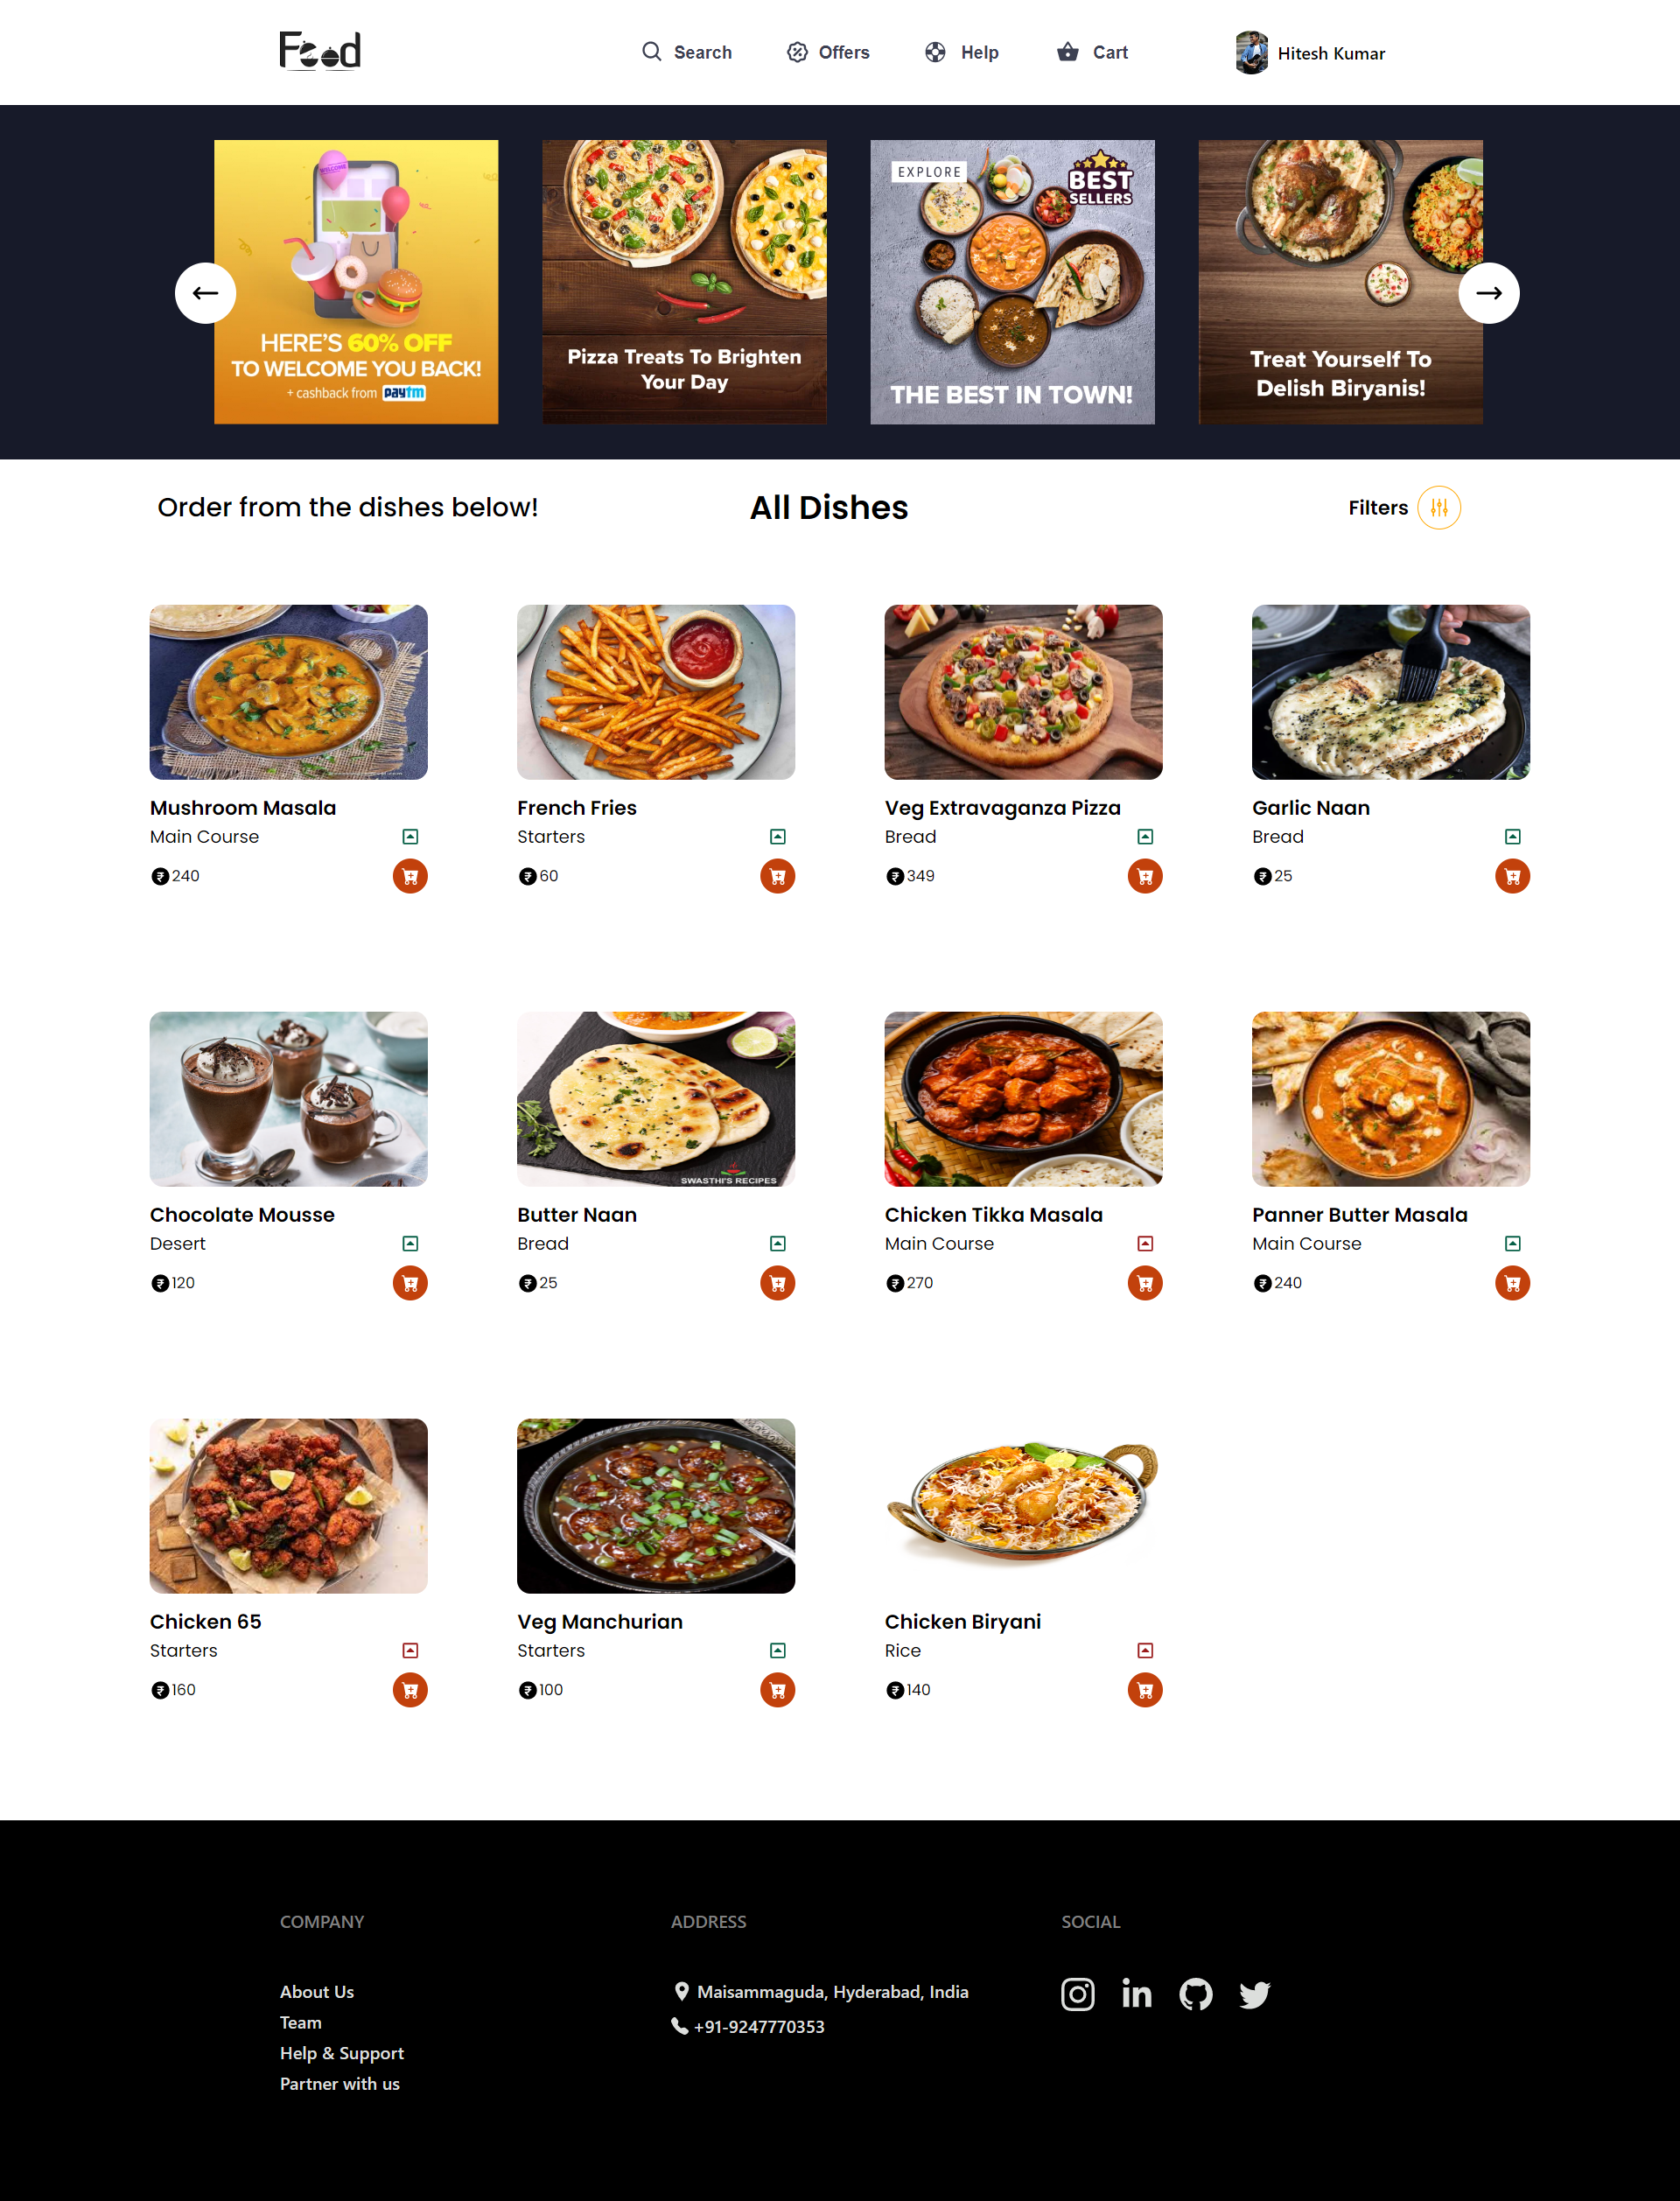 Food
Search
Offers
Help
Cart
Hitesh Kumar
HERE'S 60% OFF
TO WELCOME YOU BACK!
+ cashback from paytm
Pizza Treats To Brighten
Your Day
EXPLORE
BEST
SELLERS
THE BEST IN TOWN!
Treat Yourself To
Delish Biryanis!
Order from the dishes below!
All Dishes
Filters
Mushroom Masala
Main Course
₹ 240
French Fries
Starters
₹ 60
Veg Extravaganza Pizza
Bread
₹ 349
Garlic Naan
Bread
₹ 25
Chocolate Mousse
Desert
₹ 120
SWASTHI'S RECIPES
Butter Naan
Bread
₹ 25
Chicken Tikka Masala
Main Course
₹ 270
Panner Butter Masala
Main Course
₹ 240
Chicken 65
Starters
₹ 160
Veg Manchurian
Starters
₹ 100
Chicken Biryani
Rice
₹ 140
COMPANY
About Us
Team
Help & Support
Partner with us
ADDRESS
Maisammaguda, Hyderabad, India
+91-9247770353
SOCIAL